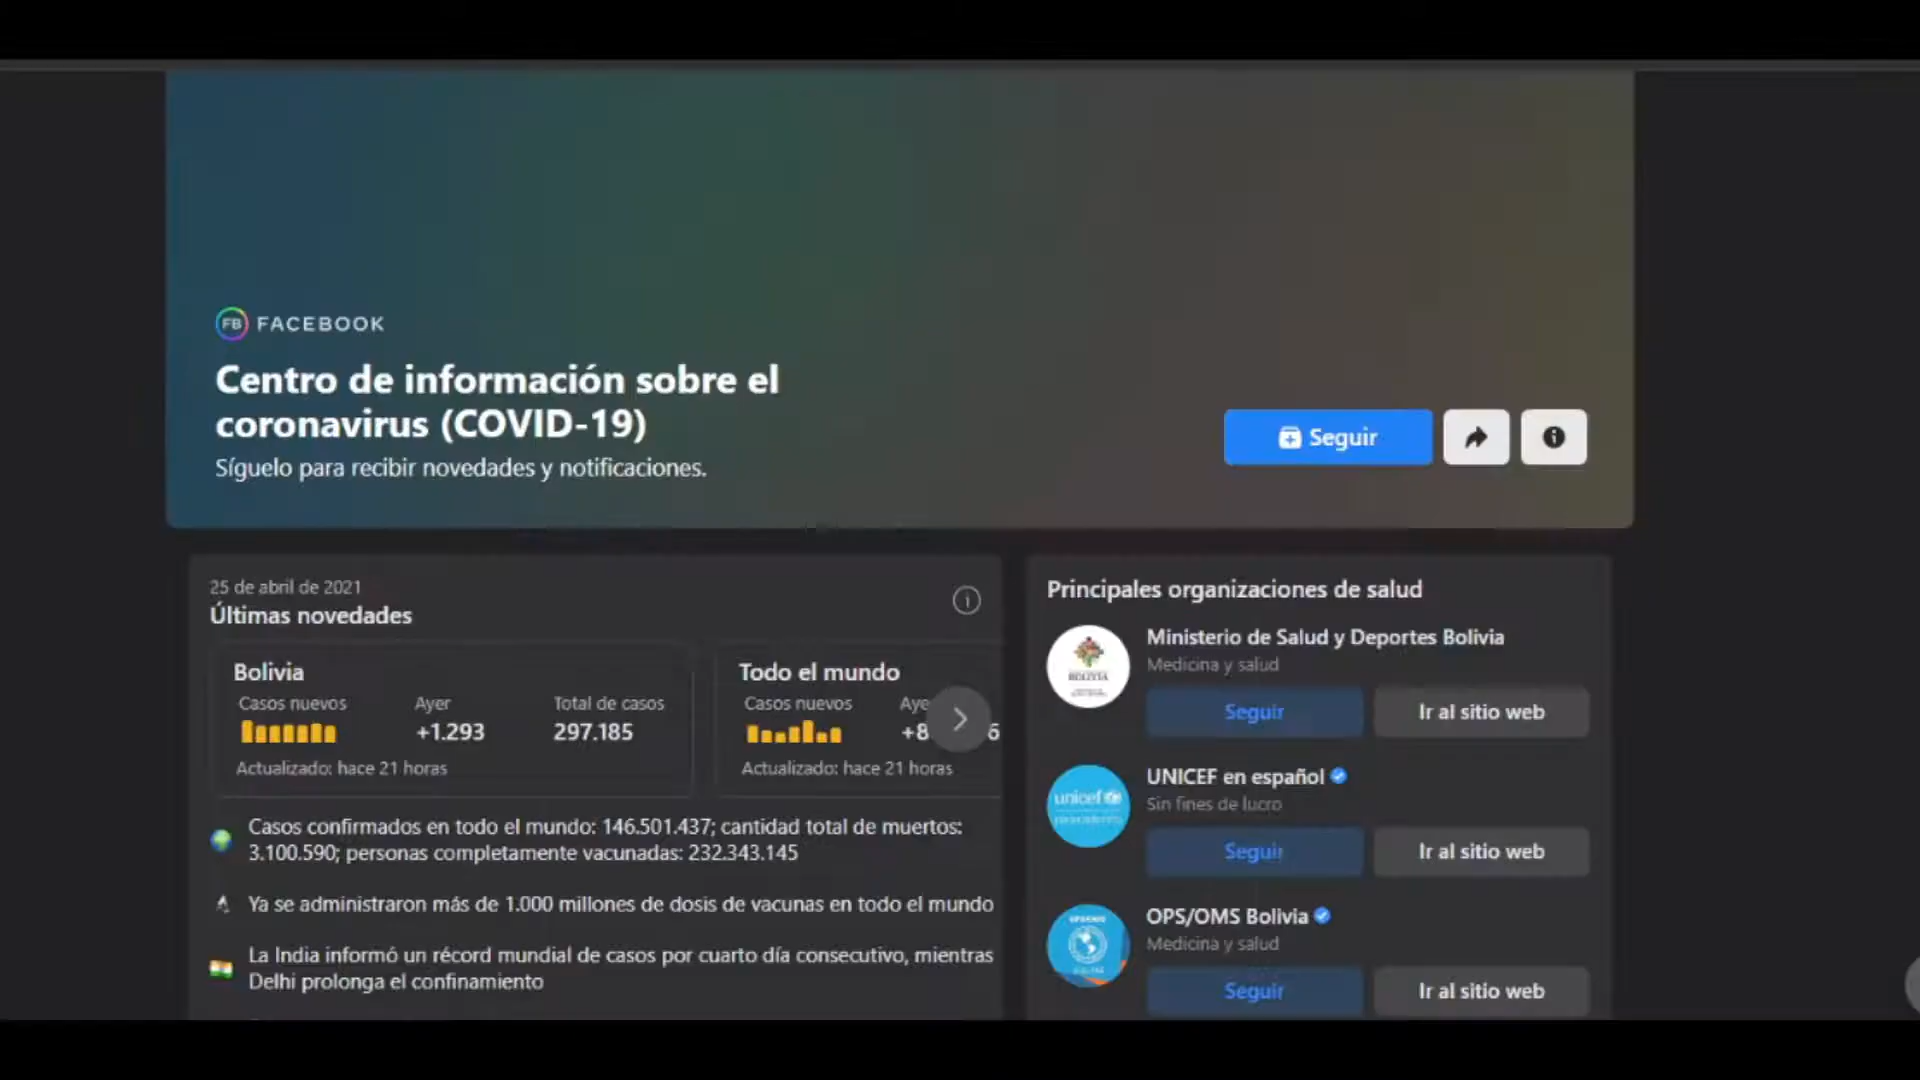 FB FACEBOOK
Centro de información sobre el
coronavirus (COVID-19)
Síguelo para recibir novedades y notificaciones.
Seguir
25 de abril de 2021
Últimas novedades
Bolivia
Casos nuevos Ayer Total de casos
+1.293 297.185
Actualizado: hace 21 horas
Todo el mundo
Casos nuevos Aye
+8 6
Actualizado: hace 21 horas
Casos confirmados en todo el mundo: 146.501.437; cantidad total de muertos:
3.100.590; personas completamente vacunadas: 232.343.145
Ya se administraron más de 1.000 millones de dosis de vacunas en todo el mundo
La India informó un récord mundial de casos por cuarto día consecutivo, mientras
Delhi prolonga el confinamiento
Principales organizaciones de salud
BOLIVIA
Ministerio de Salud y Deportes Bolivia
Medicina y salud
Seguir Ir al sitio web
unicef
UNICEF en español
Sin fines de lucro
Seguir Ir al sitio web
OPS/OMS Bolivia
Medicina y salud
Seguir Ir al sitio web